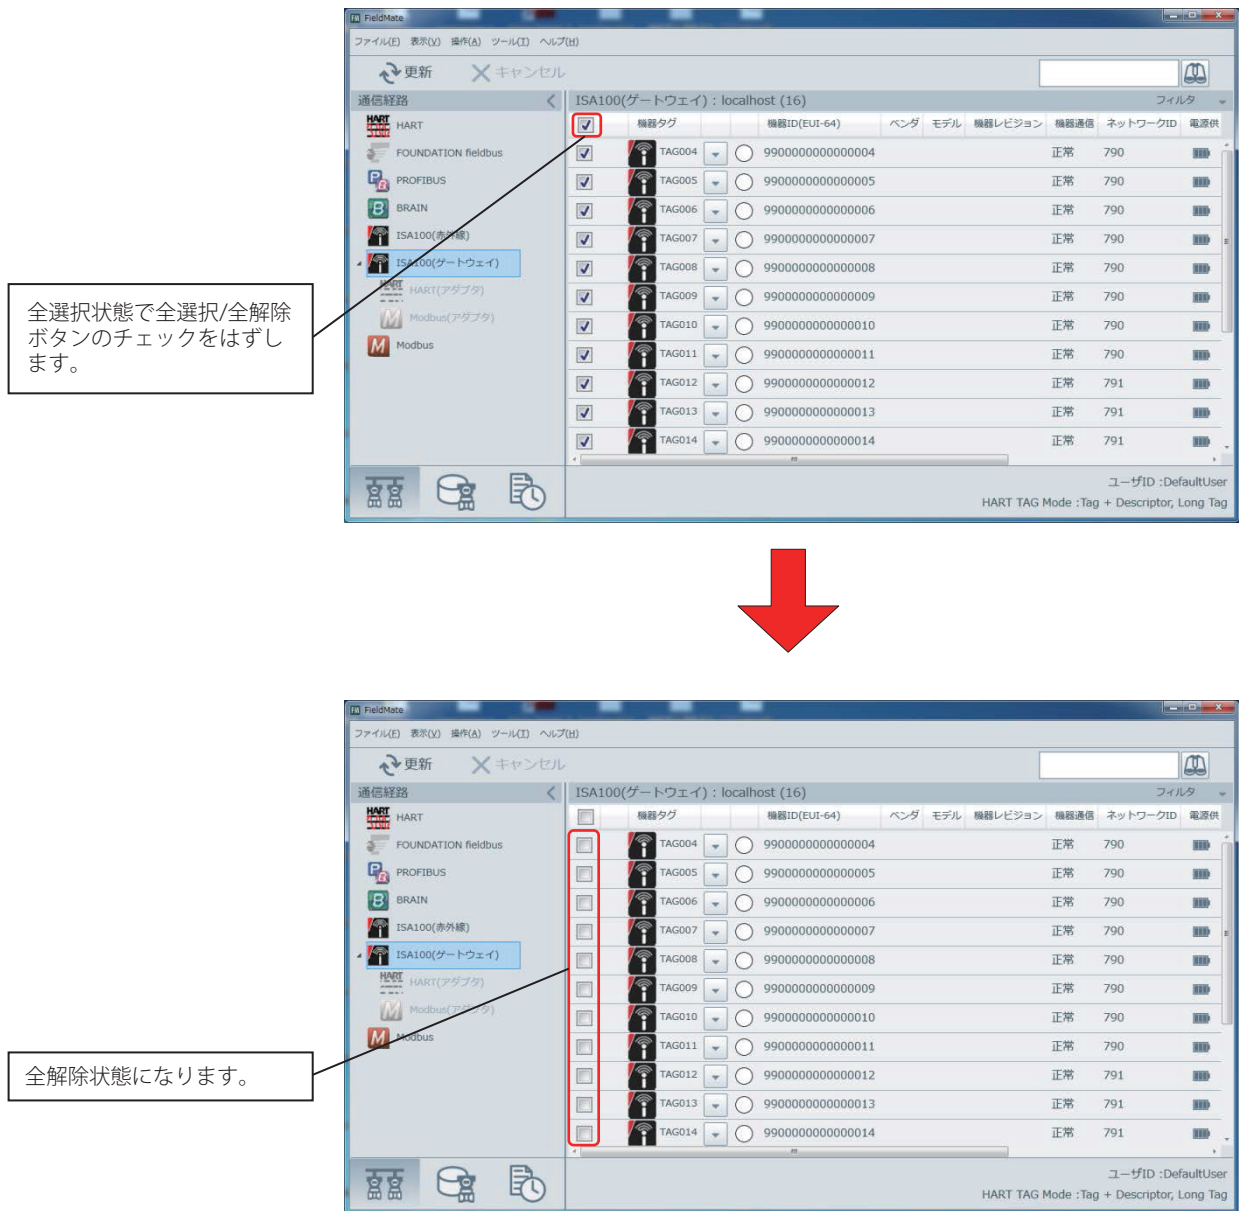 FieldMate
ファイル(F) 表示(V) 操作(A) ツール(T) ヘルプ(H)
更新 キャンセル
通信経路 ISA100(ゲートウェイ) : localhost (16) フィルタ
HART
FOUNDATION fieldbus
PROFIBUS
BRAIN
ISA100(赤外線)
ISA100(ゲートウェイ)
HART(アダプタ)
Modbus(アダプタ)
Modbus
機器タグ 機器ID(EUI-64) ベンダ モデル 機器レビジョン 機器通信 ネットワークID 電源供
TAG004 9900000000000004 正常 790
TAG005 9900000000000005 正常 790
TAG006 9900000000000006 正常 790
TAG007 9900000000000007 正常 790
TAG008 9900000000000008 正常 790
TAG009 9900000000000009 正常 790
TAG010 9900000000000010 正常 790
TAG011 9900000000000011 正常 790
TAG012 9900000000000012 正常 791
TAG013 9900000000000013 正常 791
TAG014 9900000000000014 正常 791
ユーザID :DefaultUser
HART TAG Mode :Tag + Descriptor, Long Tag
全選択状態で全選択/全解除
ボタンのチェックをはずし
ます。
FieldMate
ファイル(F) 表示(V) 操作(A) ツール(T) ヘルプ(H)
更新 キャンセル
通信経路 ISA100(ゲートウェイ) : localhost (16) フィルタ
HART
FOUNDATION fieldbus
PROFIBUS
BRAIN
ISA100(赤外線)
ISA100(ゲートウェイ)
HART(アダプタ)
Modbus(アダプタ)
Modbus
機器タグ 機器ID(EUI-64) ベンダ モデル 機器レビジョン 機器通信 ネットワークID 電源供
TAG004 9900000000000004 正常 790
TAG005 9900000000000005 正常 790
TAG006 9900000000000006 正常 790
TAG007 9900000000000007 正常 790
TAG008 9900000000000008 正常 790
TAG009 9900000000000009 正常 790
TAG010 9900000000000010 正常 790
TAG011 9900000000000011 正常 790
TAG012 9900000000000012 正常 791
TAG013 9900000000000013 正常 791
TAG014 9900000000000014 正常 791
ユーザID :DefaultUser
HART TAG Mode :Tag + Descriptor, Long Tag
全解除状態になります。